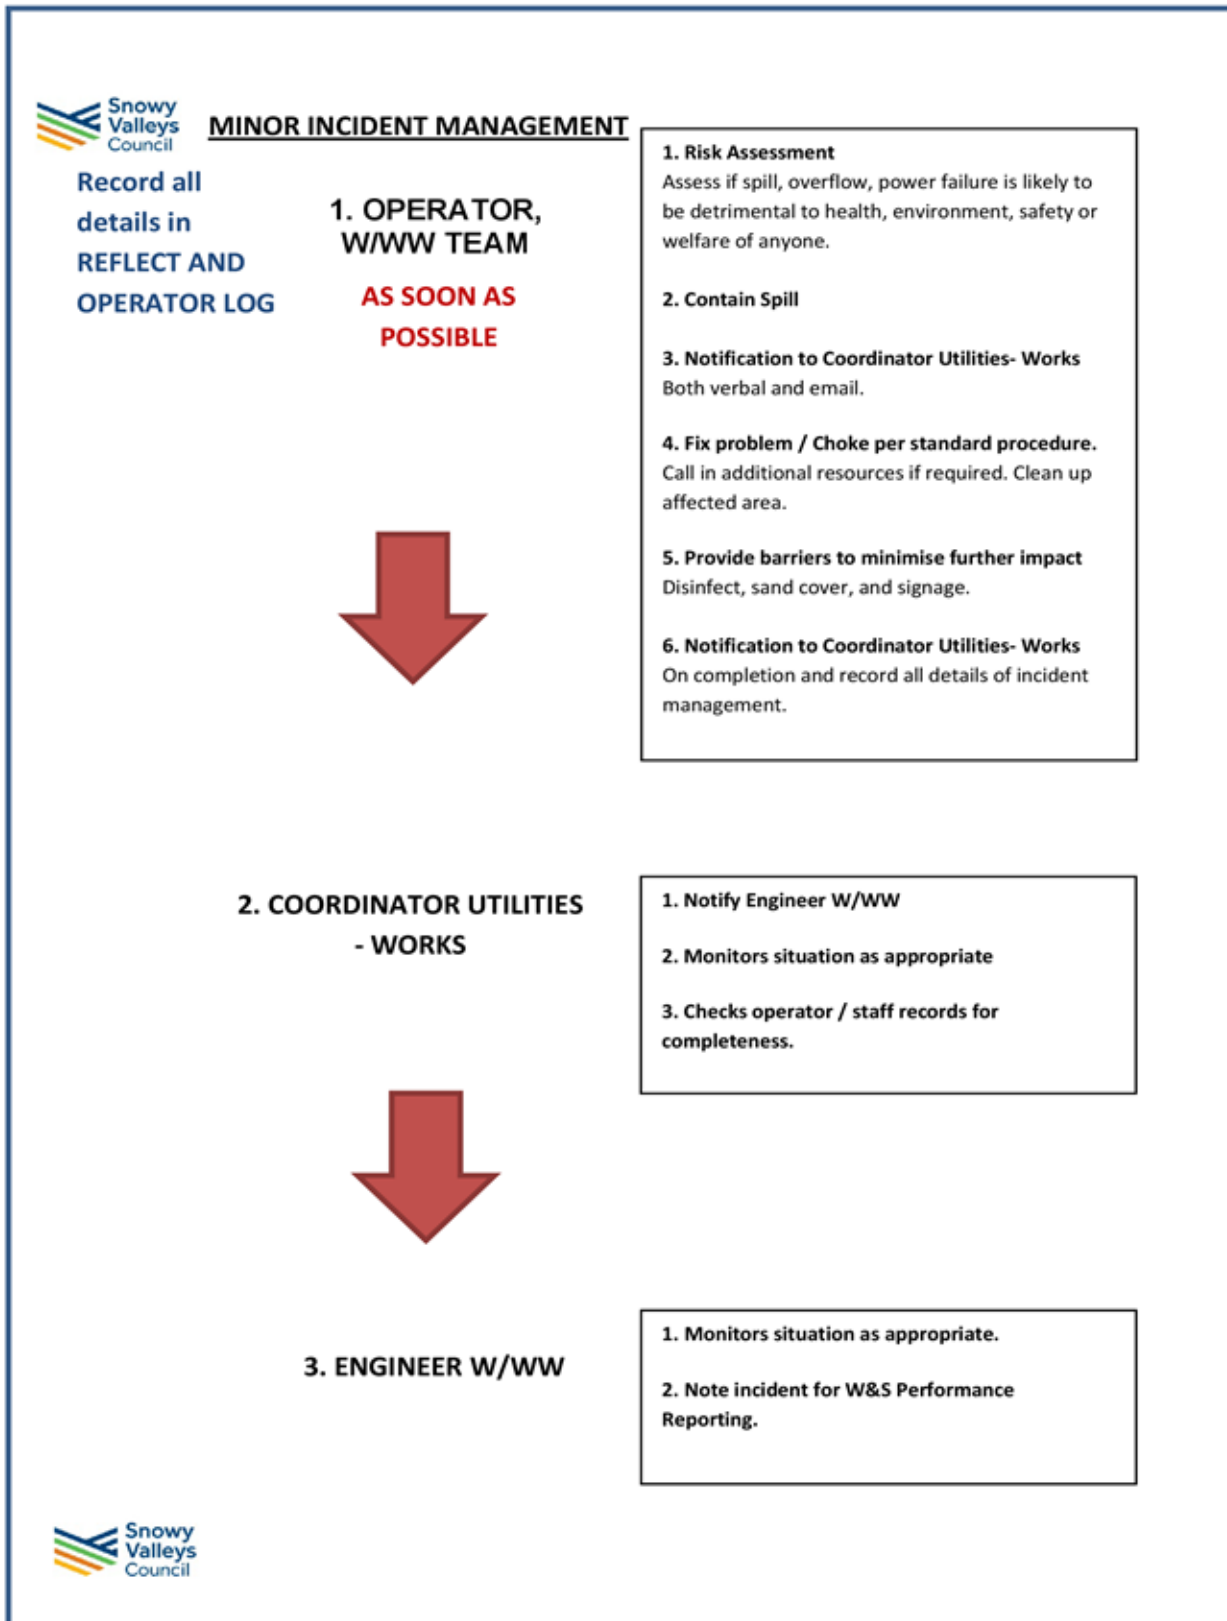 Snowy
Valleys
Council
MINOR INCIDENT MANAGEMENT
Record all
details in
REFLECT AND
OPERATOR LOG
1. OPERATOR,
W/WW TEAM
AS SOON AS
POSSIBLE
1. Risk Assessment
Assess if spill, overflow, power failure is likely to
be detrimental to health, environment, safety or
welfare of anyone.
2. Contain Spill
3. Notification to Coordinator Utilities- Works
Both verbal and email.
4. Fix problem / Choke per standard procedure.
Call in additional resources if required. Clean up
affected area.
5. Provide barriers to minimise further impact
Disinfect, sand cover, and signage.
6. Notification to Coordinator Utilities- Works
On completion and record all details of incident
management.
2. COORDINATOR UTILITIES
- WORKS
1. Notify Engineer W/WW
2. Monitors situation as appropriate
3. Checks operator / staff records for
completeness.
3. ENGINEER W/WW
1. Monitors situation as appropriate.
2. Note incident for W&S Performance
Reporting.
Snowy
Valleys
Council